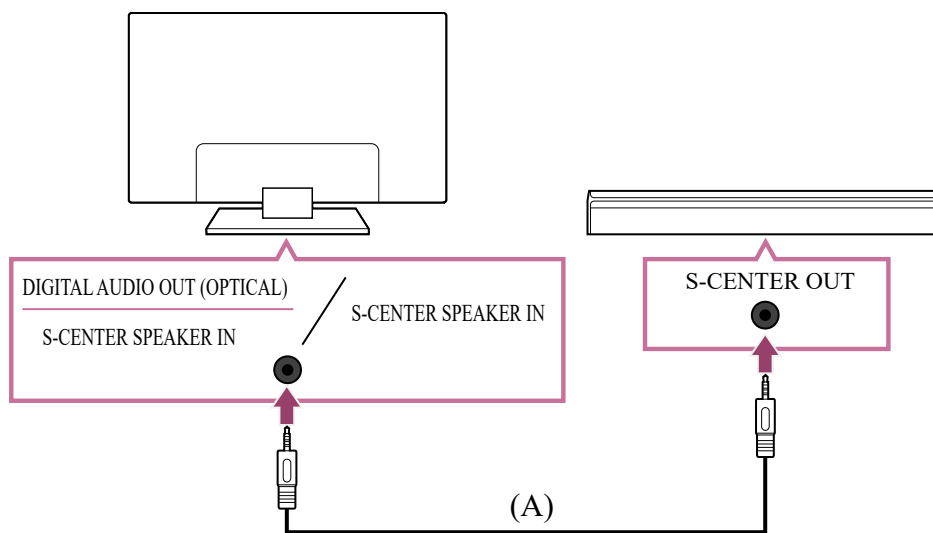 DIGITAL AUDIO OUT (OPTICAL)
S-CENTER SPEAKER IN
S-CENTER SPEAKER IN
S-CENTER OUT
(A)